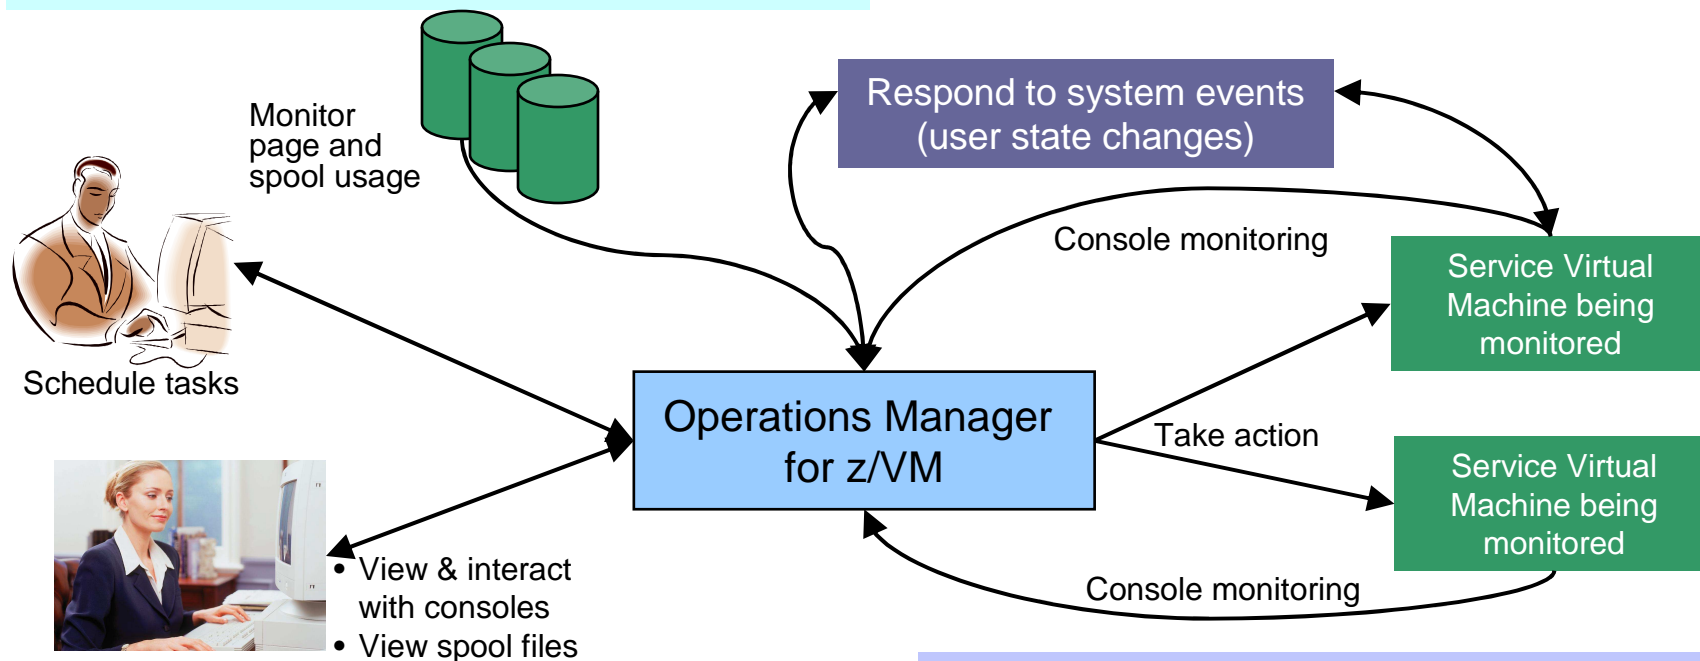 Monitor
page and
spool usage
Respond to system events
(user state changes)
Console monitoring
Service Virtual
Machine being
monitored
Schedule tasks
Operations Manager
for z/VM
Take action
Service Virtual
Machine being
monitored
• View & interact
with consoles
• View spool files
Console monitoring